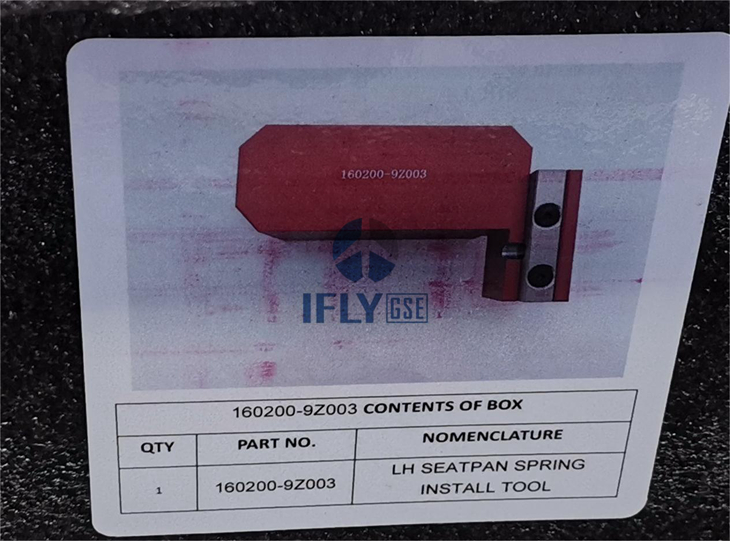 160200-9Z003
IFLY GSE
160200-9Z003 CONTENTS OF BOX
QTY PART NO. NOMENCLATURE
1 160200-9Z003 LH SEATPAN SPRING
INSTALL TOOL